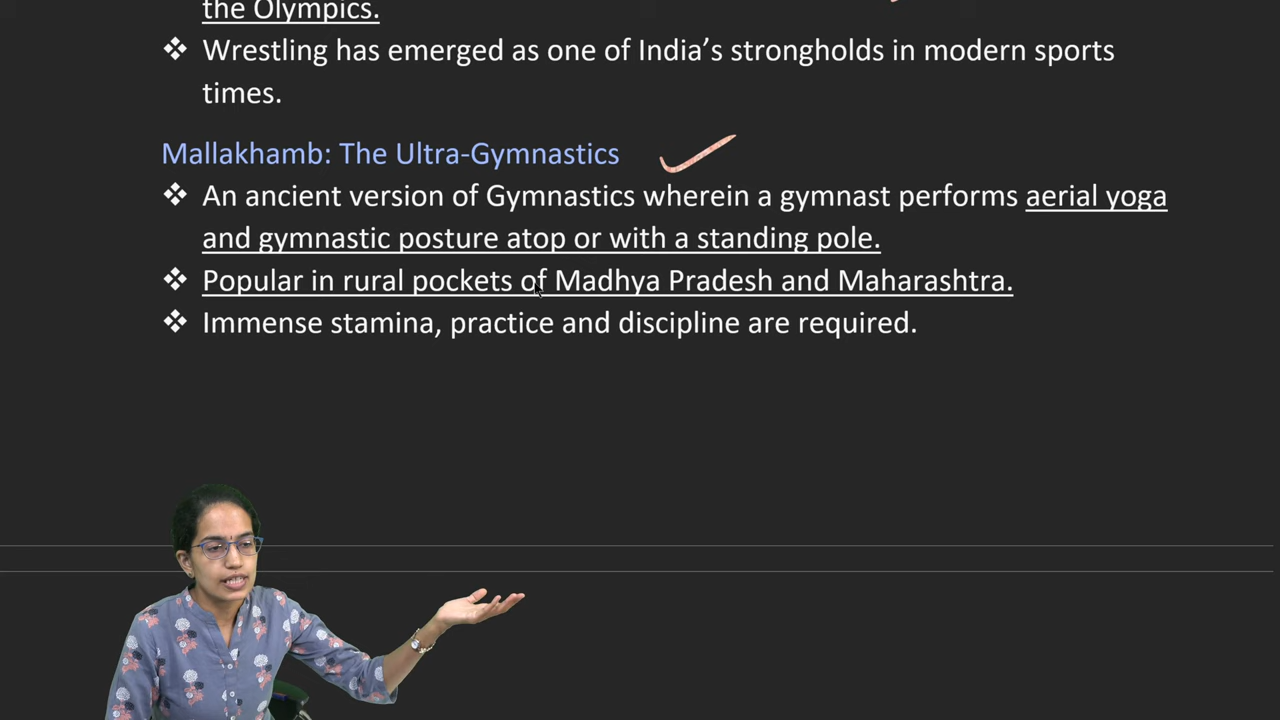 the Olympics.
❖ Wrestling has emerged as one of India’s strongholds in modern sports
times.
Mallakhamb: The Ultra-Gymnastics
❖ An ancient version of Gymnastics wherein a gymnast performs aerial yoga
and gymnastic posture atop or with a standing pole.
❖ Popular in rural pockets of Madhya Pradesh and Maharashtra.
❖ Immense stamina, practice and discipline are required.